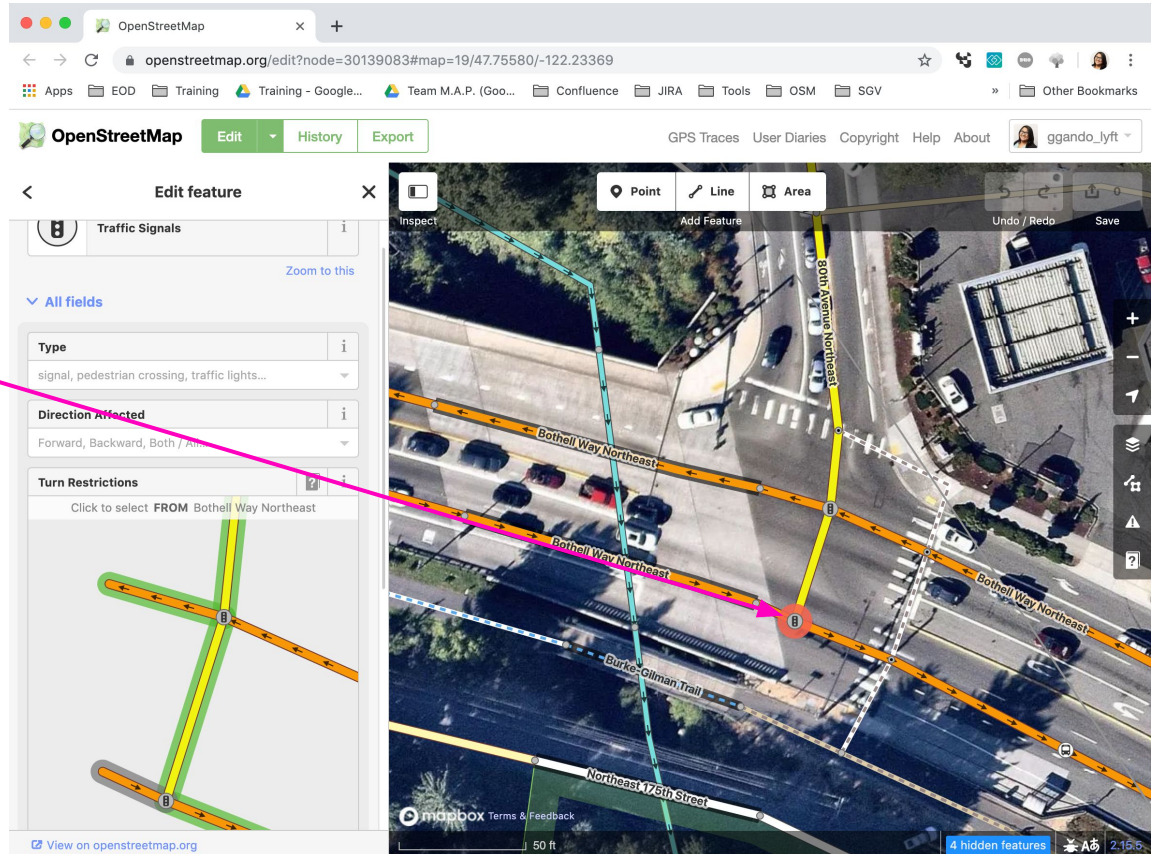 OpenStreetMap
openstreetmap.org/edit?node=30139083#map=19/47.75580/-122.23369
Apps EOD Training Training - Google... Team M.A.P. (Goo... Confluence JIRA Tools OSM SGV » Other Bookmarks
OpenStreetMap Edit History Export GPS Traces User Diaries Copyright Help About ggando_lyft
Edit feature
Traffic Signals
Zoom to this
All fields
Type
signal, pedestrian crossing, traffic lights...
Direction Affected
Forward, Backward, Both / All...
Turn Restrictions
Click to select FROM Bothell Way Northeast
View on openstreetmap.org
Inspect
Point Line Area
Add Feature
Undo / Redo Save
0
80th Avenue Northeast
Bothell Way Northeast
Bothell Way Northeast
Bothell Way Northeast
Burke-Gilman Trail
Northeast 175th Street
mapbox Terms & Feedback
50 ft
4 hidden features
Aあ
2.15.5